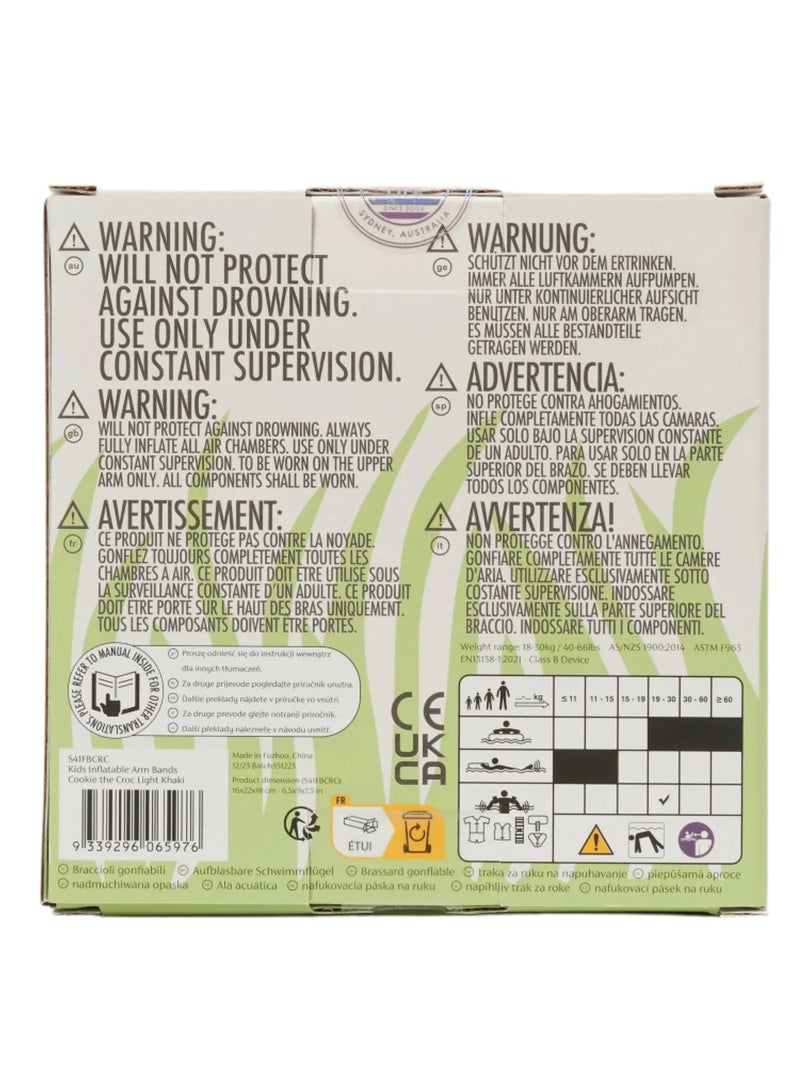 SINCE 2004
SYDNEY, AUSTRALIA
WARNING:
au
WILL NOT PROTECT
AGAINST DROWNING.
USE ONLY UNDER
CONSTANT SUPERVISION.
WARNING:
gb
WILL NOT PROTECT AGAINST DROWNING. ALWAYS
FULLY INFLATE ALL AIR CHAMBERS. USE ONLY UNDER
CONSTANT SUPERVISION. TO BE WORN ON THE UPPER
ARM ONLY. ALL COMPONENTS SHALL BE WORN.
AVERTISSEMENT:
fr
CE PRODUIT NE PROTEGE PAS CONTRE LA NOYADE.
GONFLEZ TOUJOURS COMPLETEMENT TOUTES LES
CHAMBRES A AIR. CE PRODUIT DOIT ETRE UTILISE SOUS
LA SURVEILLANCE CONSTANTE D'UN ADULTE. CE PRODUIT
DOIT ETRE PORTE SUR LE HAUT DES BRAS UNIQUEMENT.
TOUS LES COMPOSANTS DOIVENT ETRE PORTES.
WARNUNG:
ge
SCHÜTZT NICHT VOR DEM ERTRINKEN.
IMMER ALLE LUFTKAMMERN AUFPUMPEN.
NUR UNTER KONTINUIERLICHER AUFSICHT
BENUTZEN. NUR AM OBERARM TRAGEN.
ES MÜSSEN ALLE BESTANDTEILE
GETRAGEN WERDEN.
ADVERTENCIA:
sp
NO PROTEGE CONTRA AHOGAMIENTOS.
INFLE COMPLETAMENTE TODAS LAS CAMARAS.
USAR SOLO BAJO LA SUPERVISION CONSTANTE
DE UN ADULTO. PARA USAR SOLO EN LA PARTE
SUPERIOR DEL BRAZO. SE DEBEN LLEVAR
TODOS LOS COMPONENTES.
AVVERTENZA!
it
NON PROTEGGE CONTRO L'ANNEGAMENTO.
GONFIARE COMPLETAMENTE TUTTE LE CAMERE
D'ARIA. UTILIZZARE ESCLUSIVAMENTE SOTTO
COSTANTE SUPERVISIONE. INDOSSARE
ESCLUSIVAMENTE SULLA PARTE SUPERIORE DEL
BRACCIO. INDOSSARE TUTTI I COMPONENTI.
Weight range: 18-30kg / 40-66lbs AS/NZS 1900:2014 ASTM F963
EN13138-1:2021 - Class B Device
PLEASE REFER TO MANUAL INSIDE FOR OTHER TRANSLATIONS
Proszę odnieść się do instrukcji wewnątrz
dla innych tłumaczeń.
Za druge prijevode pogledajte priručnik unutra.
Ďalšie preklady nájdete v príručke vo vnútri.
Za druge prevode glejte notranji priročnik.
Další překlady naleznete v návodu uvnitř.
CE
UK
CA
kg
≤ 11
11 - 15
15 - 19
19 - 30
30 - 60
≥ 60
S41FBCRC
Kids Inflatable Arm Bands
Cookie the Croc Light Khaki
9 339296 065976
Made in Fuzhou, China
12/23 Batch:151223
Product dimension (S41FBCRC):
16x22x18 cm - 6.5x9x7.5 in
FR
ÉTUI
Braccioli gonfiabili
Aufblasbare Schwimmflügel
Brassard gonflable
traka za ruku na napuhavanje
piepūšamā aproce
nadmuchiwana opaska
Ala acuática
nafukovacia páska na ruku
napihljiv trak za roke
nafukovací pásek na ruku